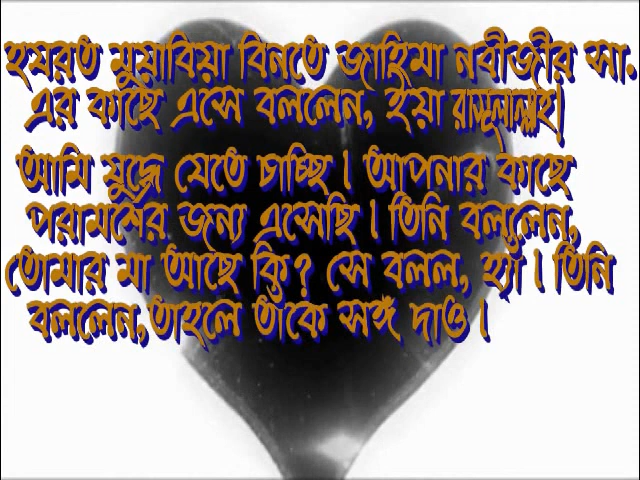 হযরত মুয়াবিয়া বিনতে জাহিমা নবীজীর সা.
এর কাছে এসে বললেন, ইয়া রাসূলাল্লাহ।
আমি যুদ্ধে যেতে চাচ্ছি। আপনার কাছে
পরামর্শের জন্য এসেছি। তিনি বললেন,
তোমার মা আছে কি? সে বলল, হ্যাঁ। তিনি
বললেন,তাহলে তাঁকে সঙ্গ দাও।